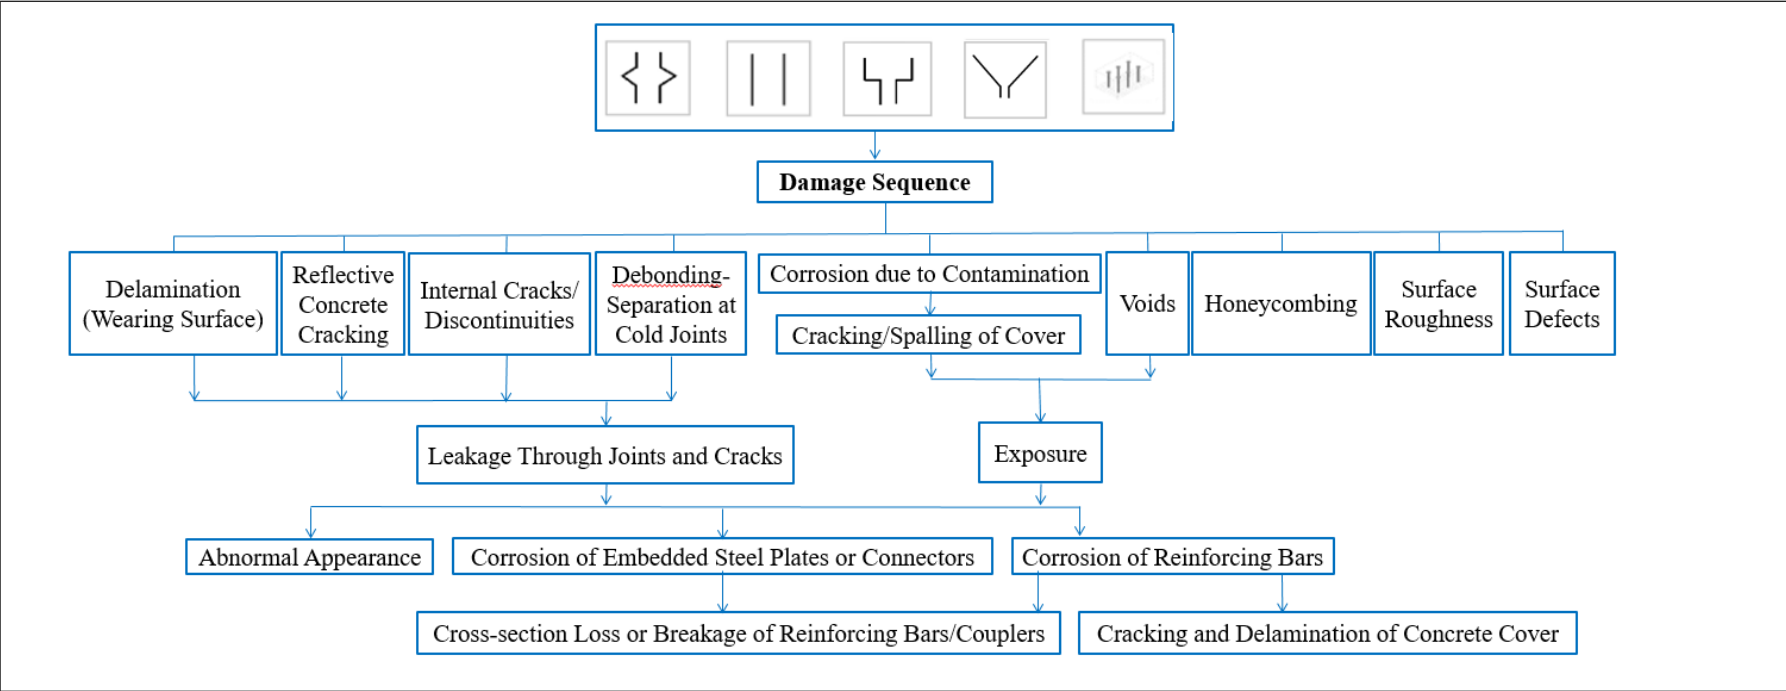 Damage Sequence
Delamination
(Wearing Surface)
Reflective
Concrete
Cracking
Internal Cracks/
Discontinuities
Debonding-
Separation at
Cold Joints
Corrosion due to Contamination
Cracking/Spalling of Cover
Voids
Honeycombing
Surface
Roughness
Surface
Defects
Leakage Through Joints and Cracks
Exposure
Abnormal Appearance
Corrosion of Embedded Steel Plates or Connectors
Corrosion of Reinforcing Bars
Cross-section Loss or Breakage of Reinforcing Bars/Couplers
Cracking and Delamination of Concrete Cover